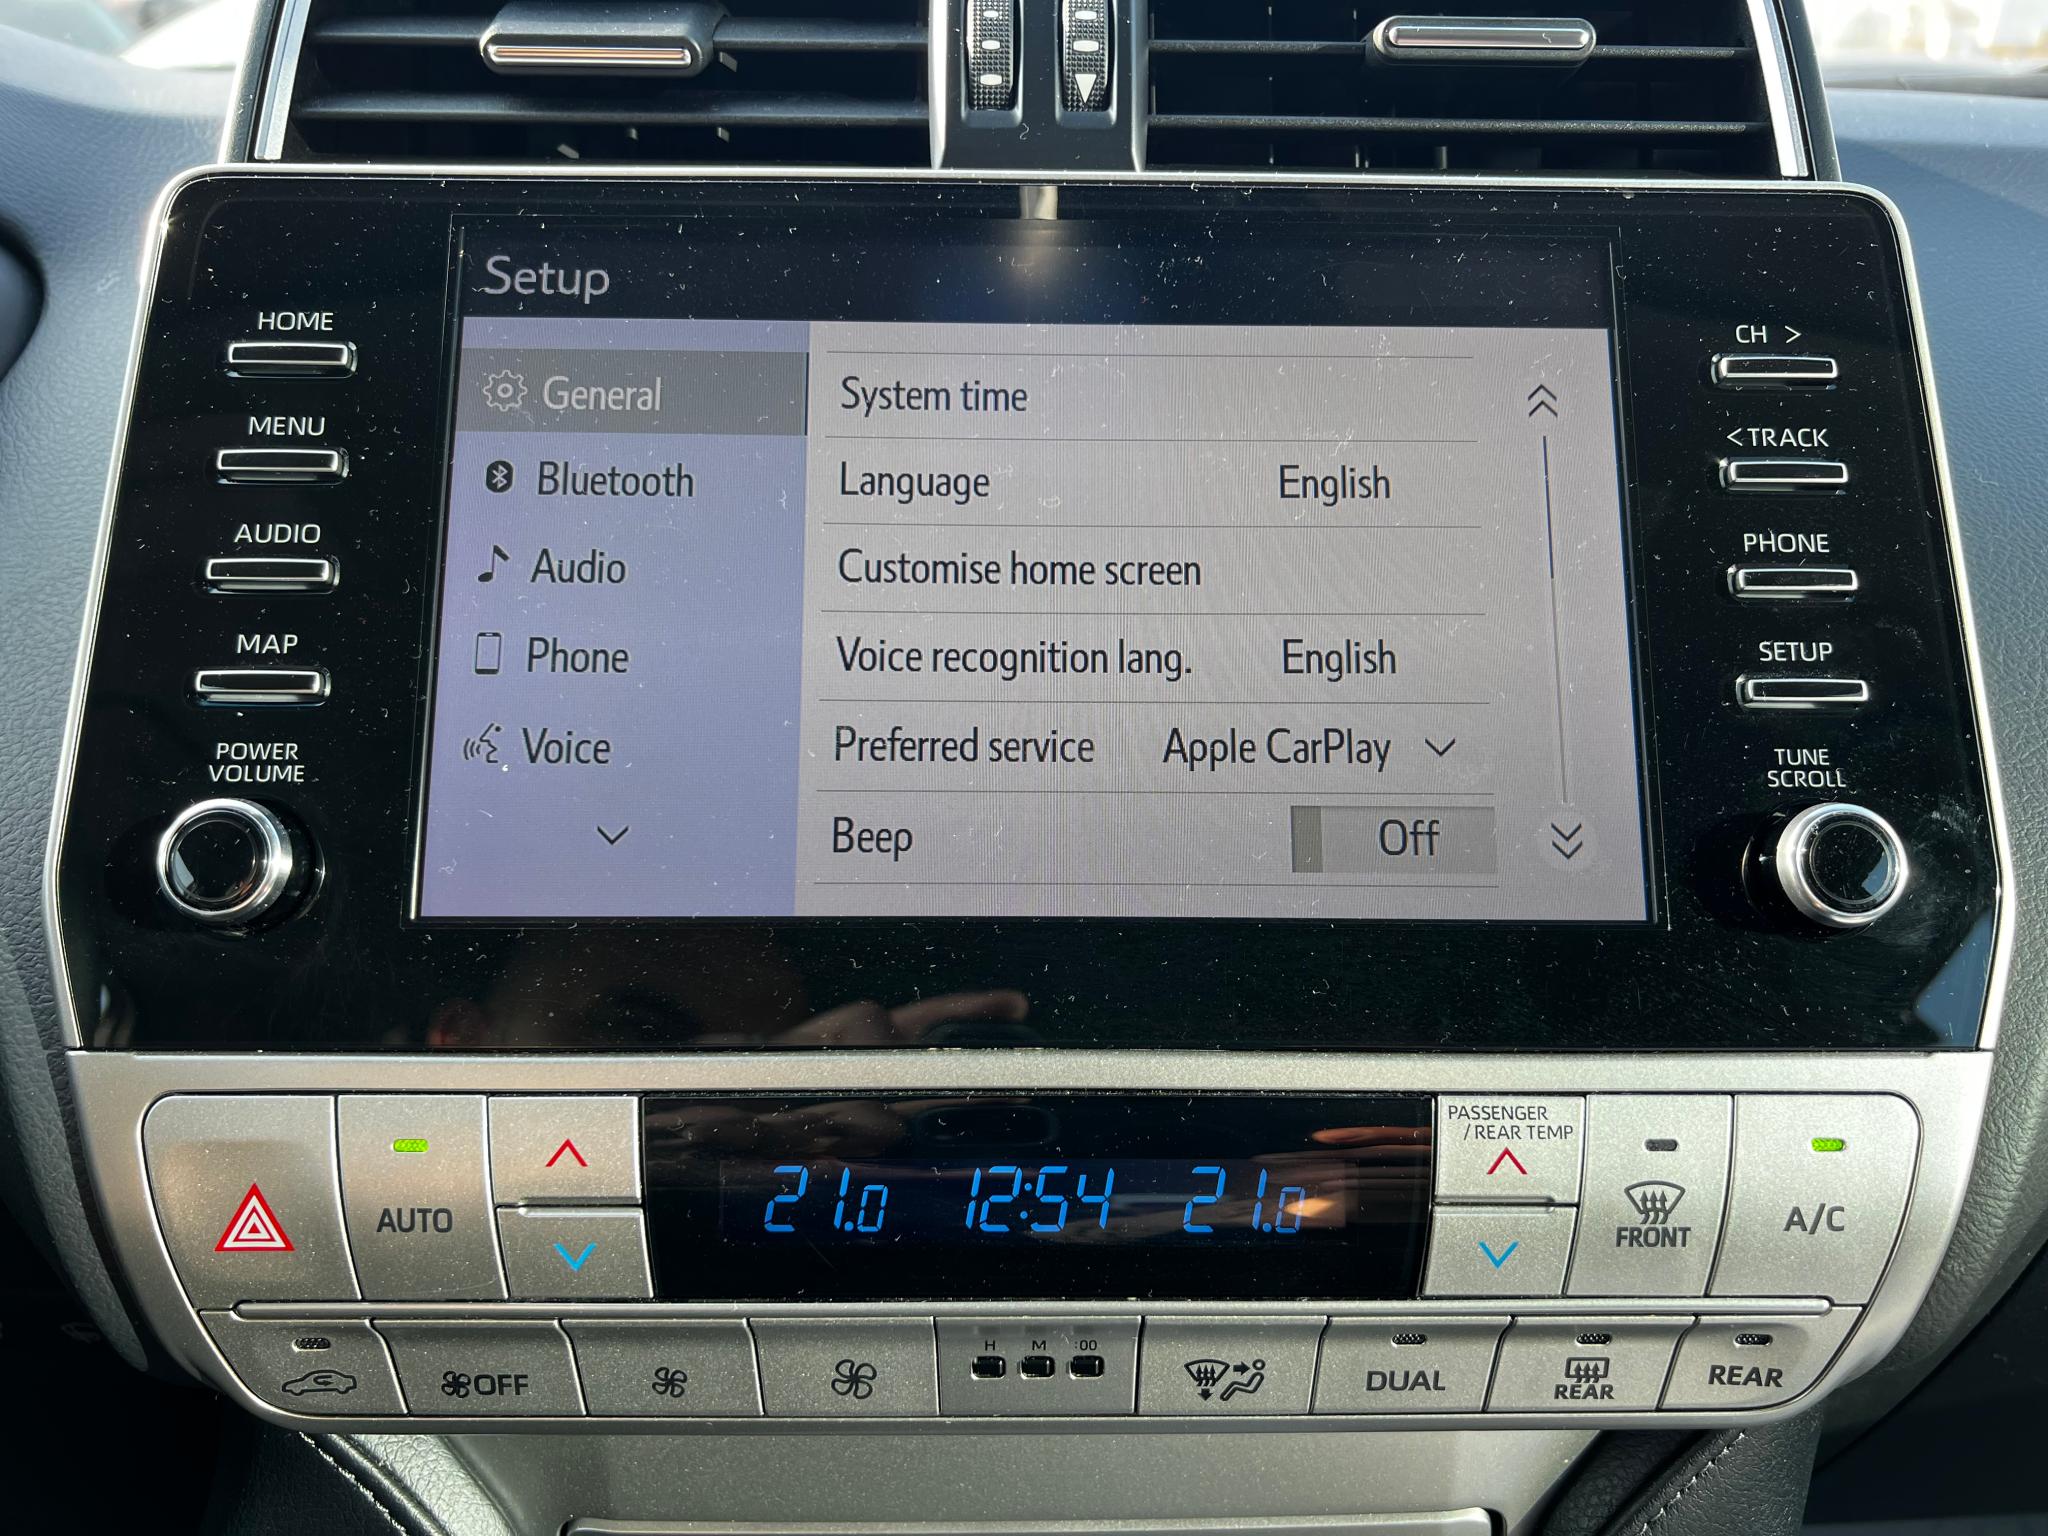 Setup
HOME
MENU
AUDIO
MAP
POWER
VOLUME
General
Bluetooth
Audio
Phone
Voice
System time
Language English
Customise home screen
Voice recognition lang. English
Preferred service Apple CarPlay
Beep Off
CH >
< TRACK
PHONE
SETUP
TUNE
SCROLL
AUTO
21.0 12:54 21.0
PASSENGER
/REAR TEMP
FRONT
A/C
OFF
H M :00
DUAL
REAR
REAR